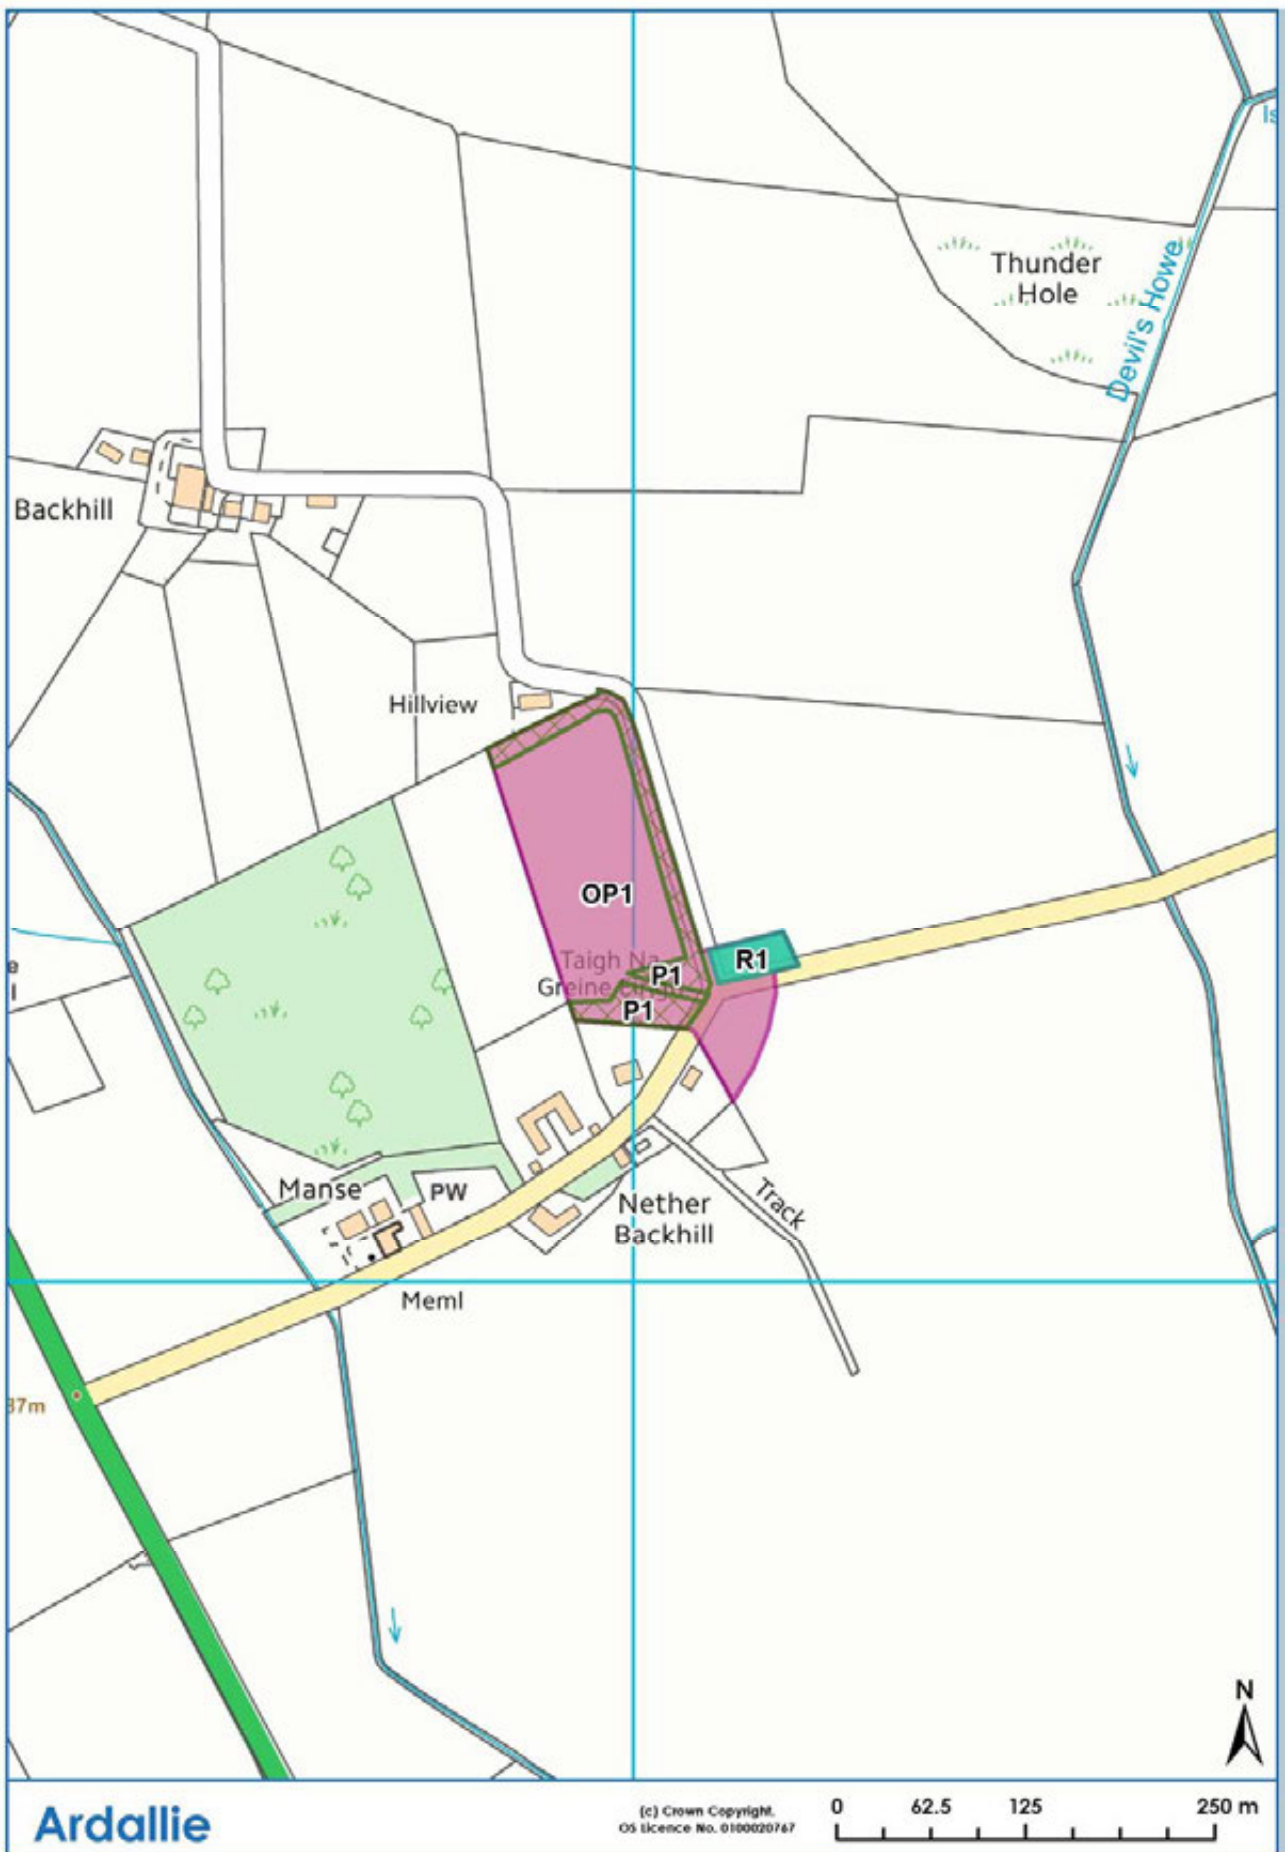 Is
Thunder
Hole
Devil's Howe
Backhill
Hillview
OP1
Taigh Na
Greine
R1
P1
P1
e
l
Manse
PW
Nether
Backhill
Track
Meml
37m
N
Ardallie
(c) Crown Copyright.
OS Licence No. 0100020767
0 62.5 125 250 m